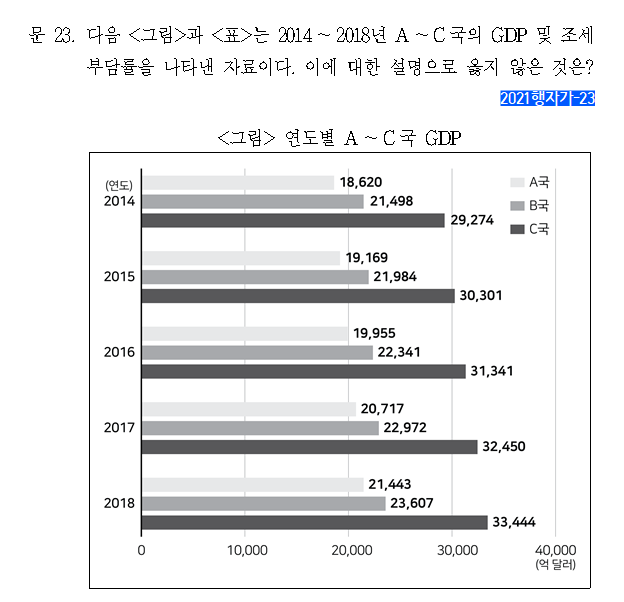 문 23. 다음 <그림>과 <표>는 2014～2018년 A～C국의 GDP 및 조세
부담률을 나타낸 자료이다. 이에 대한 설명으로 옳지 않은 것은?
2021행자가-23
<그림> 연도별 A～C국 GDP
(연도)
2014
18,620
21,498
29,274
A국
B국
C국
2015
19,169
21,984
30,301
2016
19,955
22,341
31,341
2017
20,717
22,972
32,450
2018
21,443
23,607
33,444
0 10,000 20,000 30,000 40,000
(억 달러)